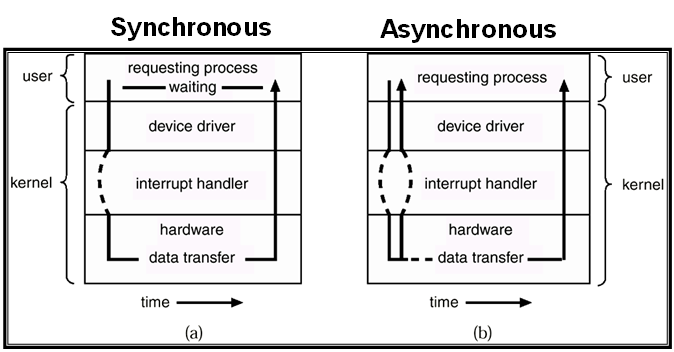 Synchronous
user
kernel
requesting process
waiting
device driver
interrupt handler
hardware
data transfer
time
(a)
Asynchronous
requesting process
device driver
interrupt handler
hardware
data transfer
user
kernel
time
(b)